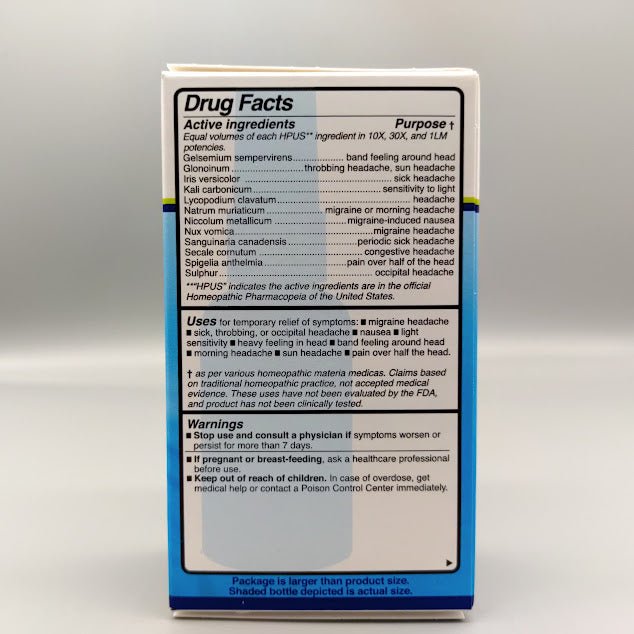 Drug Facts
Active ingredients Purpose †
Equal volumes of each HPUS** ingredient in 10X, 30X, and 1LM
potencies.
Gelsemium sempervirens................ band feeling around head
Glonoinum ...............................throbbing headache, sun headache
Iris versicolor ............................................... sick headache
Kali carbonicum........................................ sensitivity to light
Lycopodium clavatum.......................................... headache
Natrum muriaticum .................. migraine or morning headache
Niccolum metallicum ......................migraine-induced nausea
Nux vomica.............................................migraine headache
Sanguinaria canadensis ..................... periodic sick headache
Secale cornutum .................................. congestive headache
Spigelia anthelmia .........................pain over half of the head
Sulphur................................................ occipital headache
***"HPUS" indicates the active ingredients are in the official
Homeopathic Pharmacopeia of the United States.
Uses for temporary relief of symptoms: ■ migraine headache
■ sick, throbbing, or occipital headache ■ nausea ■ light
sensitivity ■ heavy feeling in head ■ band feeling around head
■ morning headache ■ sun headache ■ pain over half the head.
† as per various homeopathic materia medicas. Claims based
on traditional homeopathic practice, not accepted medical
evidence. These uses have not been evaluated by the FDA,
and product has not been clinically tested.
Warnings
■ Stop use and consult a physician if symptoms worsen or
persist for more than 7 days.
■ If pregnant or breast-feeding, ask a healthcare professional
before use.
■ Keep out of reach of children. In case of overdose, get
medical help or contact a Poison Control Center immediately.
Package is larger than product size.
Shaded bottle depicted is actual size.